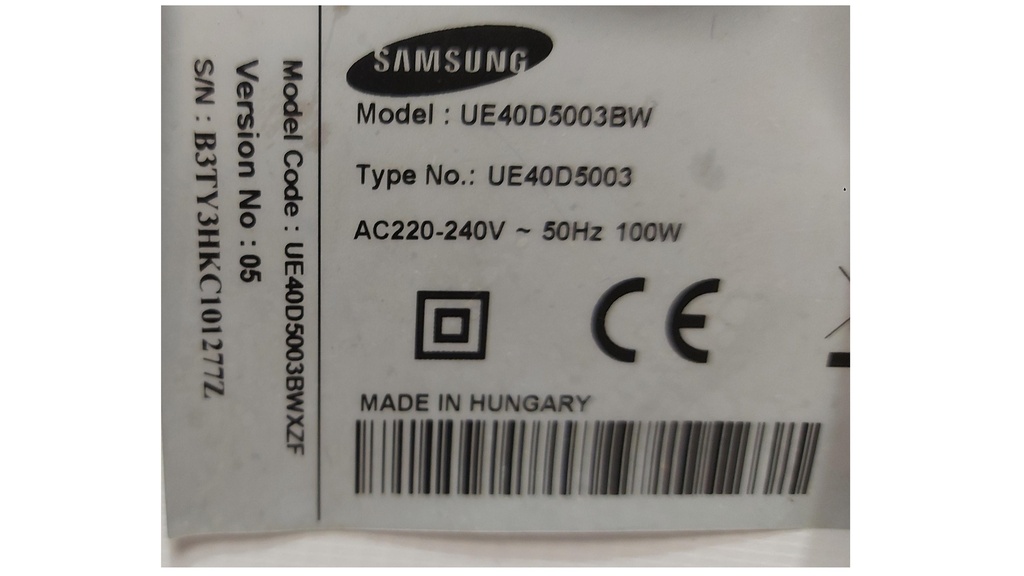 SAMSUNG
Model : UE40D5003BW
Type No.: UE40D5003
AC220-240V ~ 50Hz 100W
CE
MADE IN HUNGARY
Model Code : UE40D5003BWXZF
Version No : 05
S/N : B3TY3HKC101277Z